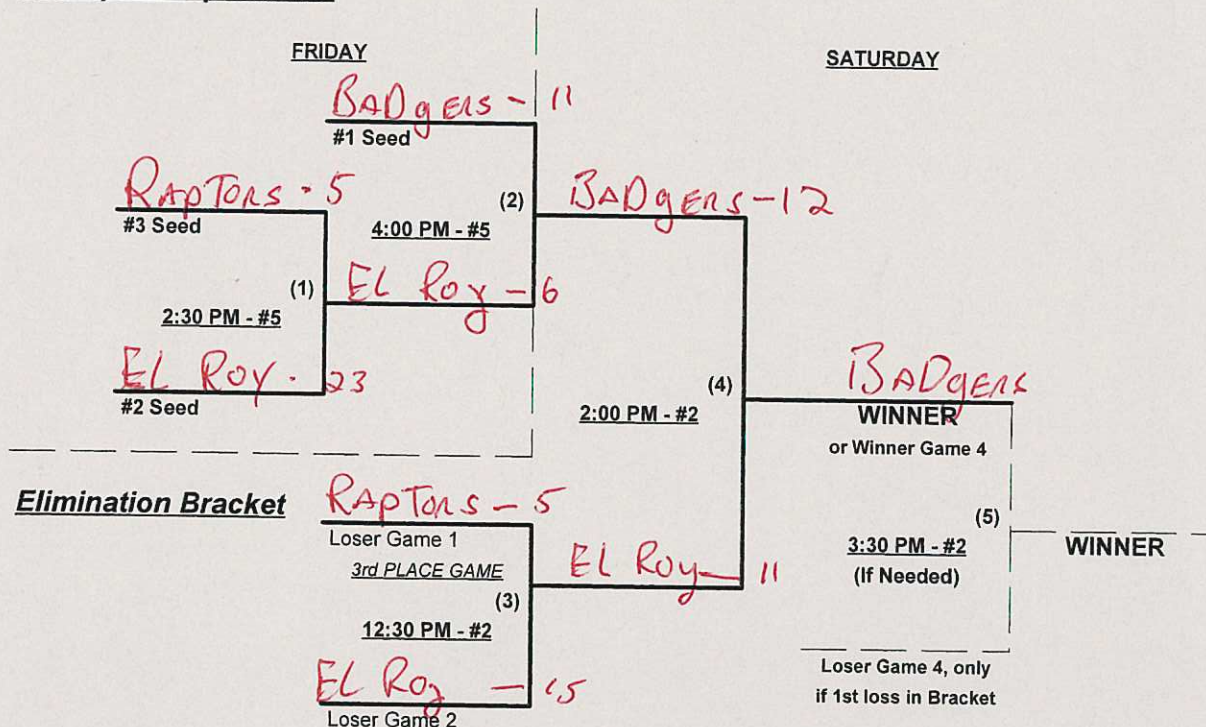 FRIDAY
SATURDAY
BADgERS - 11
#1 Seed
RAPTORS - 5
#3 Seed
(2)
4:00 PM - #5
BADgERS - 12
(1)
2:30 PM - #5
EL Roy - 6
EL ROY - 23
#2 Seed
(4)
2:00 PM - #2
BADgERS
WINNER
or Winner Game 4
Elimination Bracket
RAPTORS - 5
Loser Game 1
3rd PLACE GAME
(3)
12:30 PM - #2
EL Roy - 11
(5)
3:30 PM - #2
(If Needed)
WINNER
EL Roy - 15
Loser Game 2
Loser Game 4, only
if 1st loss in Bracket